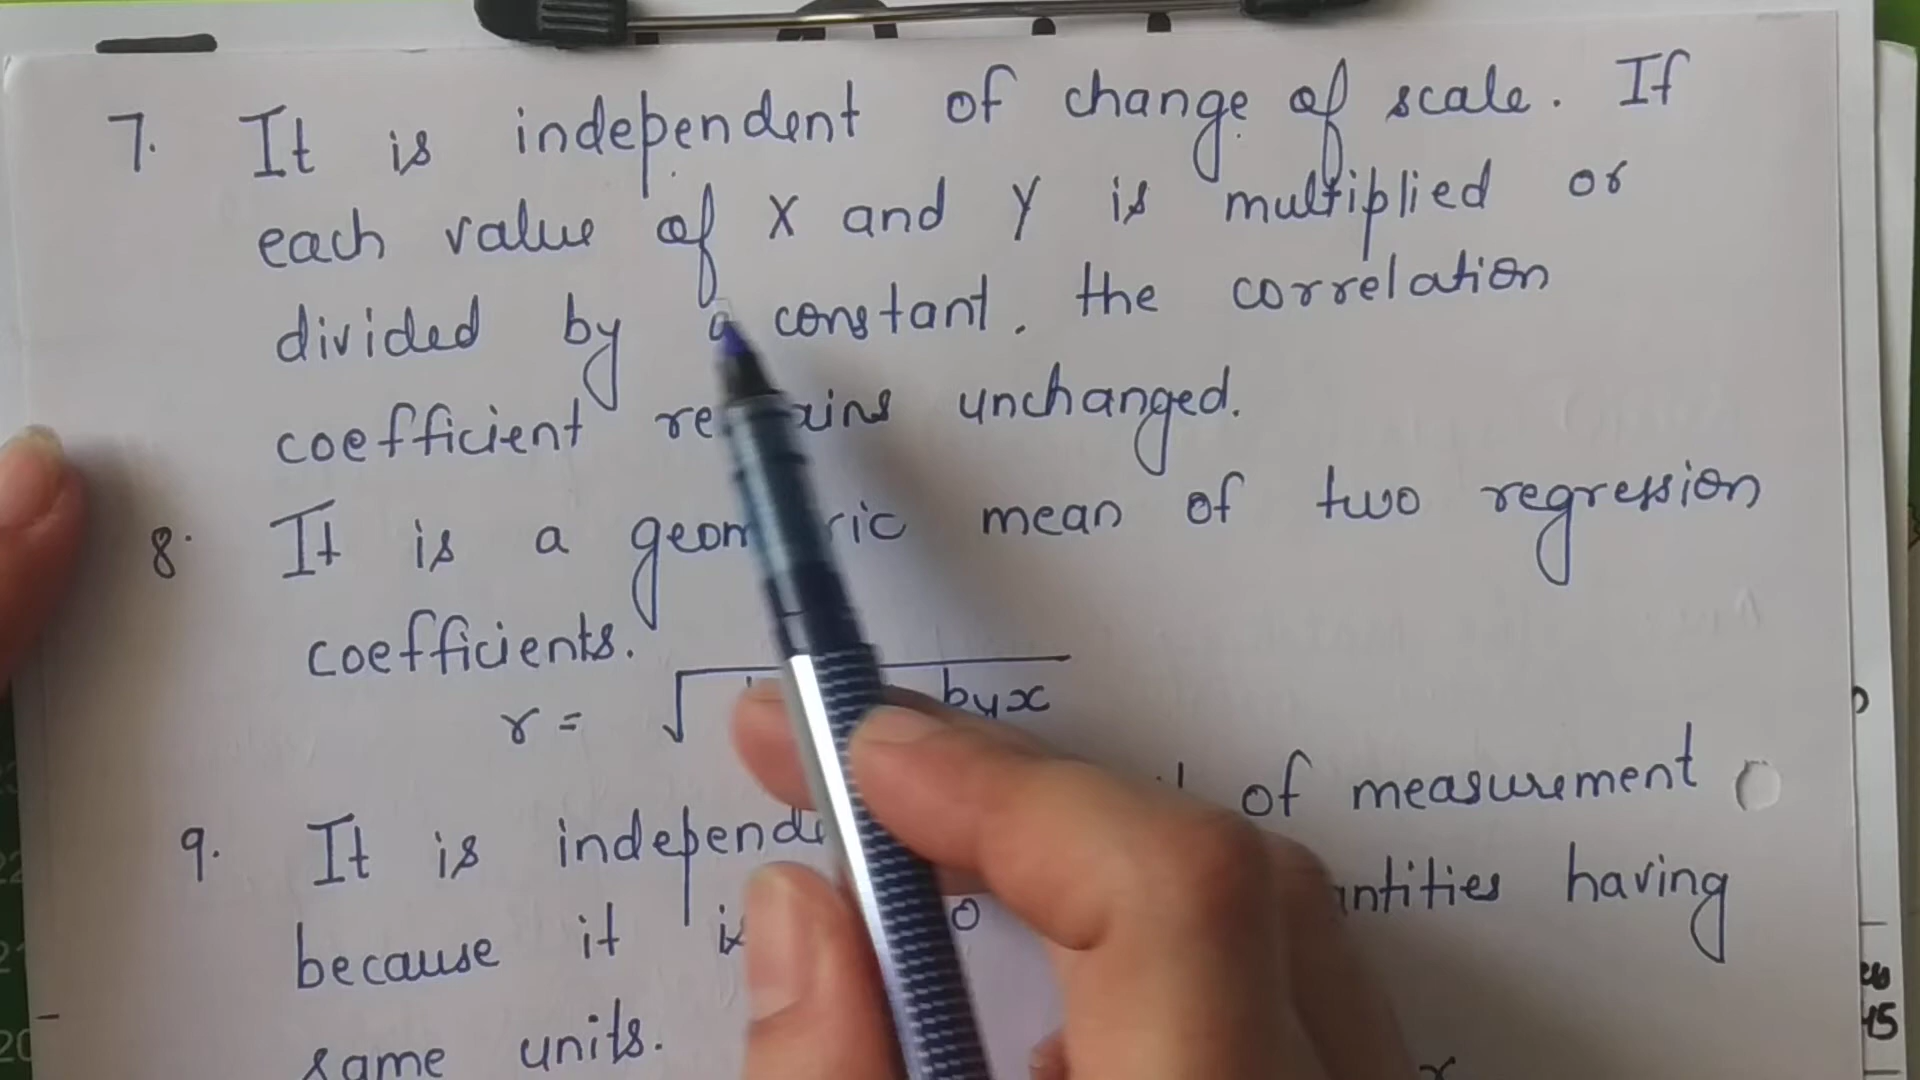 7. It is independent of change of scale. If
each value of X and Y is multiplied or
divided by a constant, the correlation
coefficient unchanged.
8. It is a mean of two regression
coefficients.
r = √ byx
9. It is of measurement
because it having
same units.